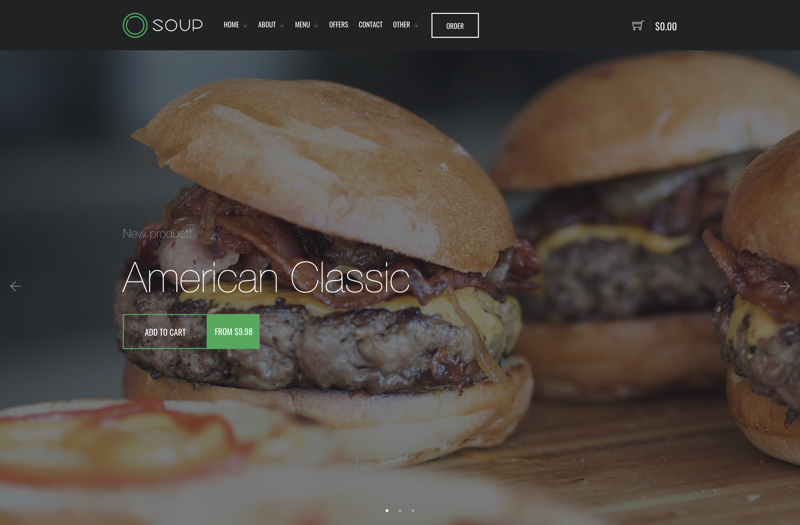 SOUP
HOME ABOUT MENU OFFERS CONTACT OTHER ORDER $0.00
New product!
American Classic
ADD TO CART FROM $9.98